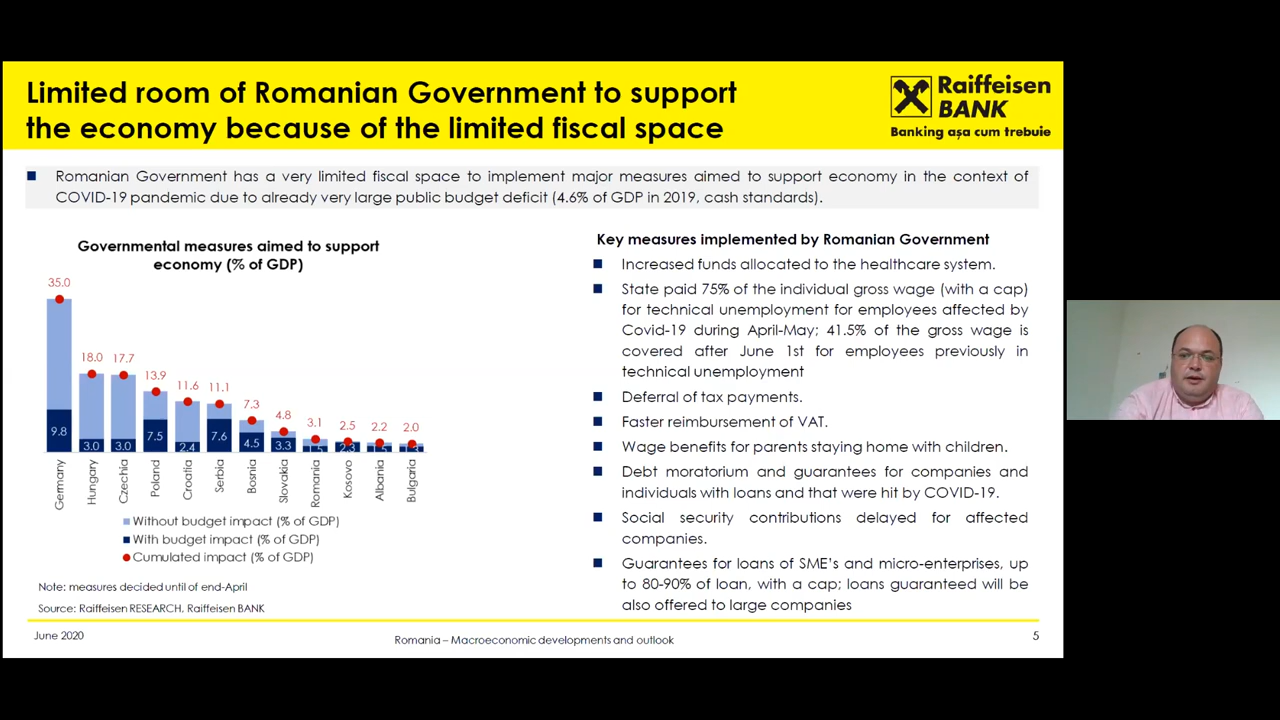 Limited room of Romanian Government to support
the economy because of the limited fiscal space
Raiffeisen
BANK
Banking așa cum trebuie
■ Romanian Government has a very limited fiscal space to implement major measures aimed to support economy in the context of
COVID-19 pandemic due to already very large public budget deficit (4.6% of GDP in 2019, cash standards).
Governmental measures aimed to support
economy (% of GDP)
35.0
18.0
17.7
13.9
11.6
11.1
7.3
4.8
3.1
2.5
2.2
2.0
9.8
3.0
3.0
7.5
2.4
7.6
4.5
3.3
2.3
Germany
Hungary
Czechia
Poland
Croatia
Serbia
Bosnia
Slovakia
Romania
Kosovo
Albania
Bulgaria
Without budget impact (% of GDP)
With budget impact (% of GDP)
Cumulated impact (% of GDP)
Note: measures decided until of end-April
Source: Raiffeisen RESEARCH, Raiffeisen BANK
Key measures implemented by Romanian Government
■ Increased funds allocated to the healthcare system.
■ State paid 75% of the individual gross wage (with a cap)
for technical unemployment for employees affected by
Covid-19 during April-May; 41.5% of the gross wage is
covered after June 1st for employees previously in
technical unemployment
■ Deferral of tax payments.
■ Faster reimbursement of VAT.
■ Wage benefits for parents staying home with children.
■ Debt moratorium and guarantees for companies and
individuals with loans and that were hit by COVID-19.
■ Social security contributions delayed for affected
companies.
■ Guarantees for loans of SME's and micro-enterprises, up
to 80-90% of loan, with a cap; loans guaranteed will be
also offered to large companies
June 2020
Romania – Macroeconomic developments and outlook
5